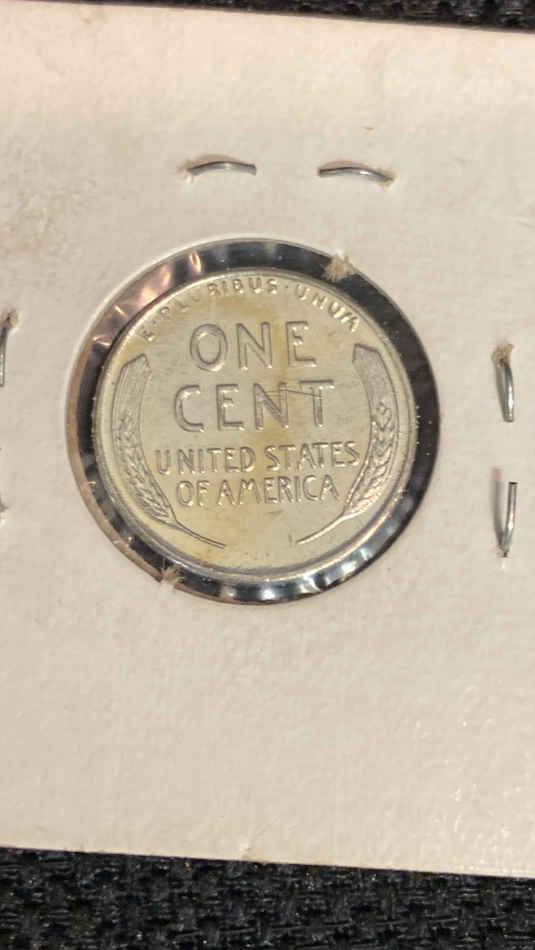 E·PLURIBUS·UNUM
ONE
CENT
UNITED STATES
OF AMERICA